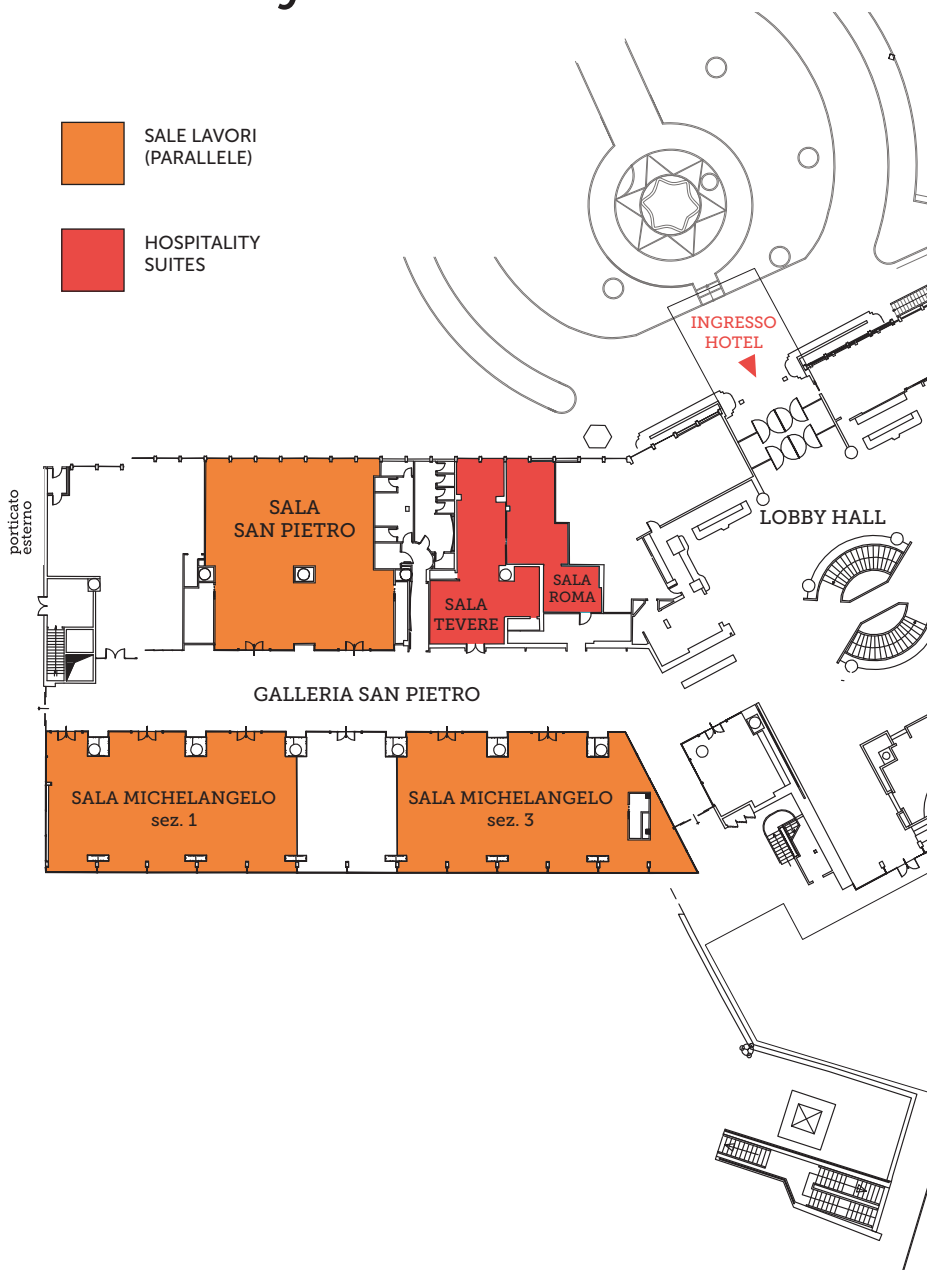 SALE LAVORI
(PARALLELE)
HOSPITALITY
SUITES
INGRESSO
HOTEL
porticato
esterno
SALA
SAN PIETRO
LOBBY HALL
SALA
ROMA
SALA
TEVERE
GALLERIA SAN PIETRO
SALA MICHELANGELO
sez. 1
SALA MICHELANGELO
sez. 3